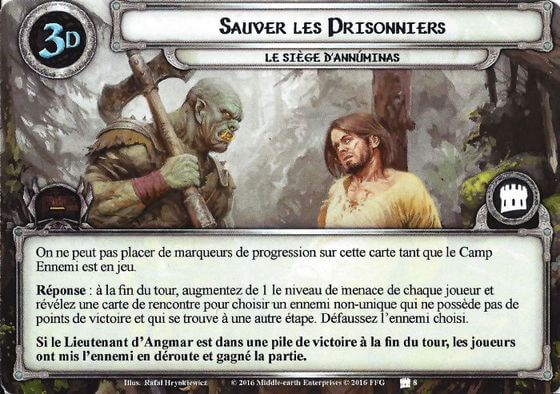 3D
SAUVER LES PRISONNIERS
LE SIÈGE D'ANNÚMINAS
–
On ne peut pas placer de marqueurs de progression sur cette carte tant que le Camp
Ennemi est en jeu.
Réponse : à la fin du tour, augmentez de 1 le niveau de menace de chaque joueur et
révélez une carte de rencontre pour choisir un ennemi non-unique qui ne possède pas de
points de victoire et qui se trouve à une autre étape. Défaussez l'ennemi choisi.
Si le Lieutenant d'Angmar est dans une pile de victoire à la fin du tour, les joueurs
ont mis l'ennemi en déroute et gagné la partie.
Illus. Rafał Hrynkiewicz © 2016 Middle-earth Enterprises © 2016 FFG 8